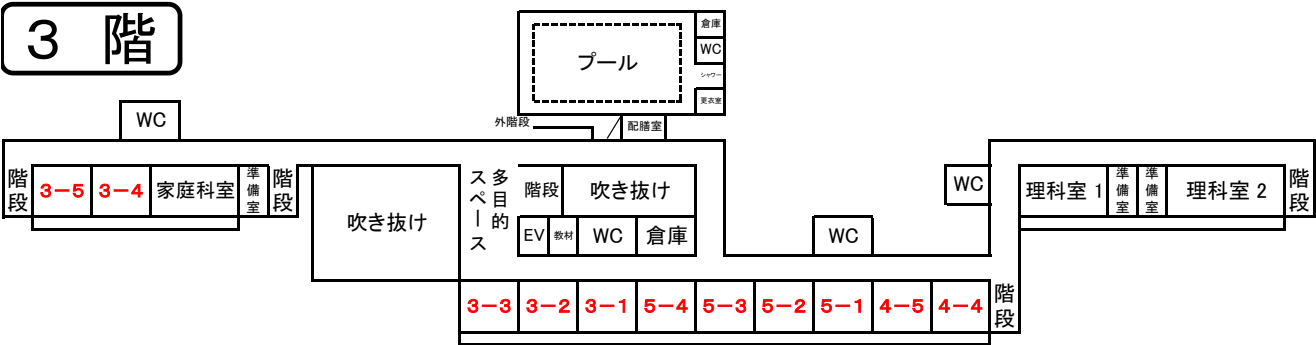 ３　階
倉庫
WC
シャワー
更衣室
プール
外階段
配膳室
WC
階段
3－5
3－4
家庭科室
準備室
階段
吹き抜け
多目的
スペース
階段
吹き抜け
EV
教材
WC
倉庫
WC
WC
理科室 1
準備室
準備室
理科室 2
階段
3－3
3－2
3－1
5－4
5－3
5－2
5－1
4－5
4－4
階段